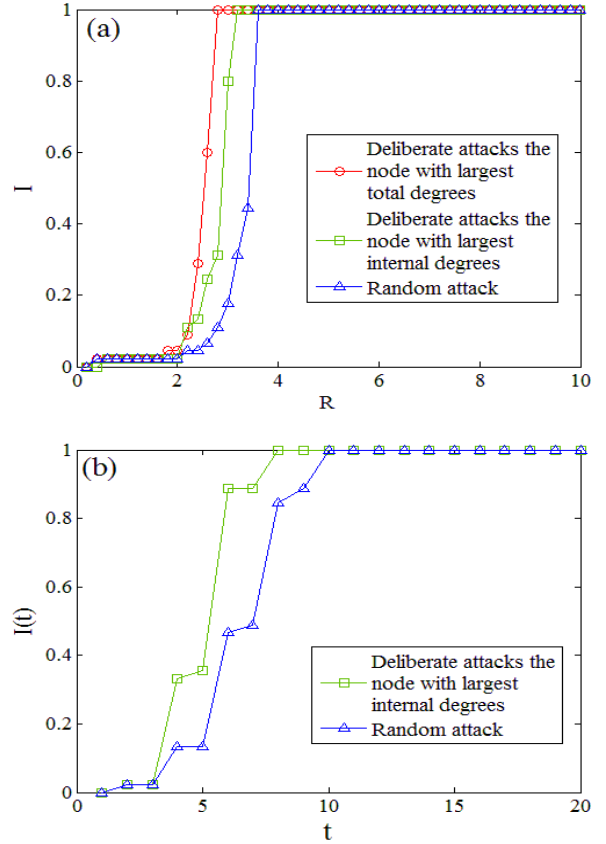 (a)
1
0.8
0.6
0.4
0.2
0
I
Deliberate attacks the
node with largest
total degrees
Deliberate attacks the
node with largest
internal degrees
Random attack
0 2 4 6 8 10
R
(b)
1
0.8
0.6
0.4
0.2
0
I(t)
Deliberate attacks the
node with largest
internal degrees
Random attack
0 5 10 15 20
t